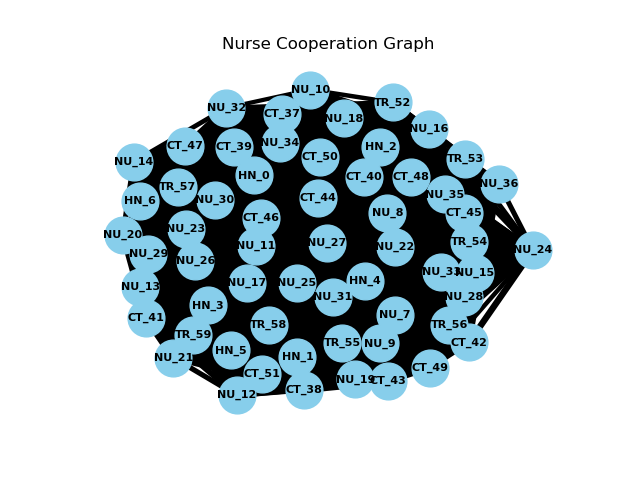 Nurse Cooperation Graph
NU_10
TR_52
NU_32
CT_37
NU_18
NU_16
NU_34
CT_47
CT_39
HN_2
CT_50
TR_53
NU_14
HN_0
CT_40
CT_48
NU_36
TR_57
NU_35
NU_30
CT_44
HN_6
NU_8
CT_45
CT_46
NU_23
NU_20
TR_54
NU_27
NU_11
NU_22
NU_24
NU_29
NU_26
NU_33
NU_15
HN_4
NU_17
NU_25
NU_13
NU_31
NU_28
HN_3
NU_7
CT_41
TR_58
TR_56
TR_59
TR_55
NU_9
CT_42
HN_5
HN_1
NU_21
CT_49
CT_51
NU_19
CT_43
CT_38
NU_12